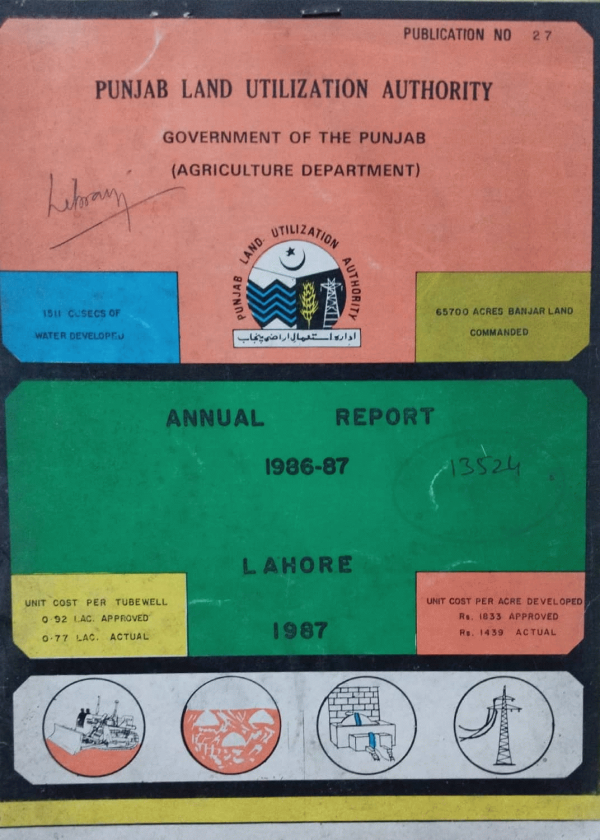 PUBLICATION NO 27
PUNJAB LAND UTILIZATION AUTHORITY
GOVERNMENT OF THE PUNJAB
(AGRICULTURE DEPARTMENT)
Library
PUNJAB LAND UTILIZATION AUTHORITY
ادارہ استعمال اراضی پنجاب
1511 CUSECS OF
WATER DEVELOPED
65700 ACRES BANJAR LAND
COMMANDED
ANNUAL REPORT
1986-87
13524
LAHORE
1987
UNIT COST PER TUBEWELL
0.92 LAC. APPROVED
0.77 LAC. ACTUAL
UNIT COST PER ACRE DEVELOPED
Rs. 1833 APPROVED
Rs. 1439 ACTUAL